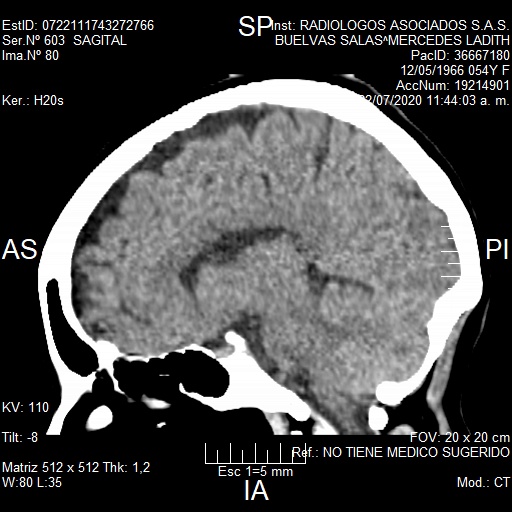 EstID: 0722111743272766
Ser.Nº 603 SAGITAL
Ima.Nº 80
Ker.: H20s
SP
Inst: RADIOLOGOS ASOCIADOS S.A.S.
BUELVAS SALAS^MERCEDES LADITH
PacID: 36667180
12/05/1966 054Y F
AccNum: 19214901
22/07/2020 11:44:03 a. m.
AS
PI
KV: 110
Tilt: -8
Matriz 512 x 512 Thk: 1,2
W:80 L:35
Esc 1=5 mm
IA
FOV: 20 x 20 cm
Ref.: NO TIENE MEDICO SUGERIDO
Mod.: CT